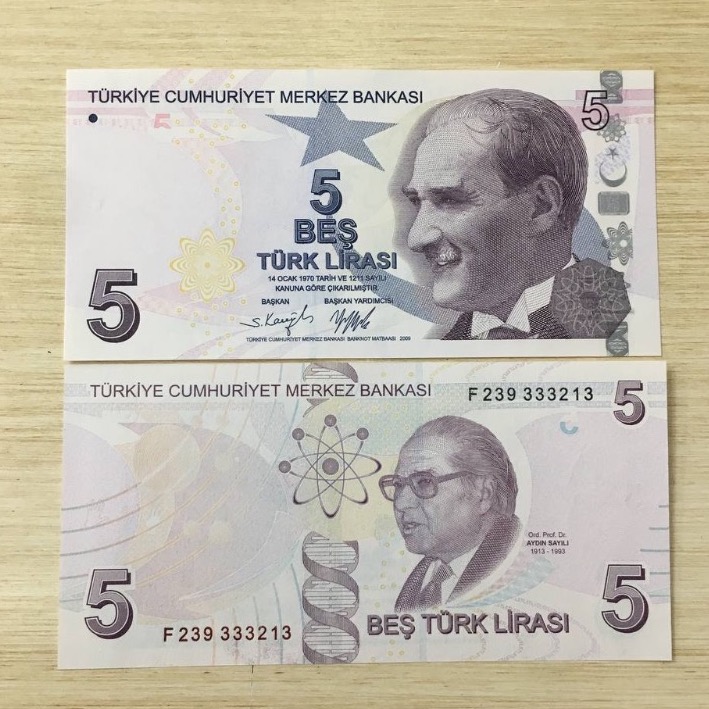 TÜRKİYE CUMHURİYET MERKEZ BANKASI
5
5
5
BEŞ
TÜRK LİRASI
14 OCAK 1970 TARİH VE 1211 SAYILI
KANUNA GÖRE ÇIKARILMIŞTIR.
BAŞKAN BAŞKAN YARDIMCISI
5
TÜRKİYE CUMHURİYET MERKEZ BANKASI BANKNOT MATBAASI 2009
TÜRKİYE CUMHURİYET MERKEZ BANKASI
F 239 333213
5
Ord. Prof. Dr.
AYDIN SAYILI
1913 - 1993
5
F 239 333213
BEŞ TÜRK LİRASI
5